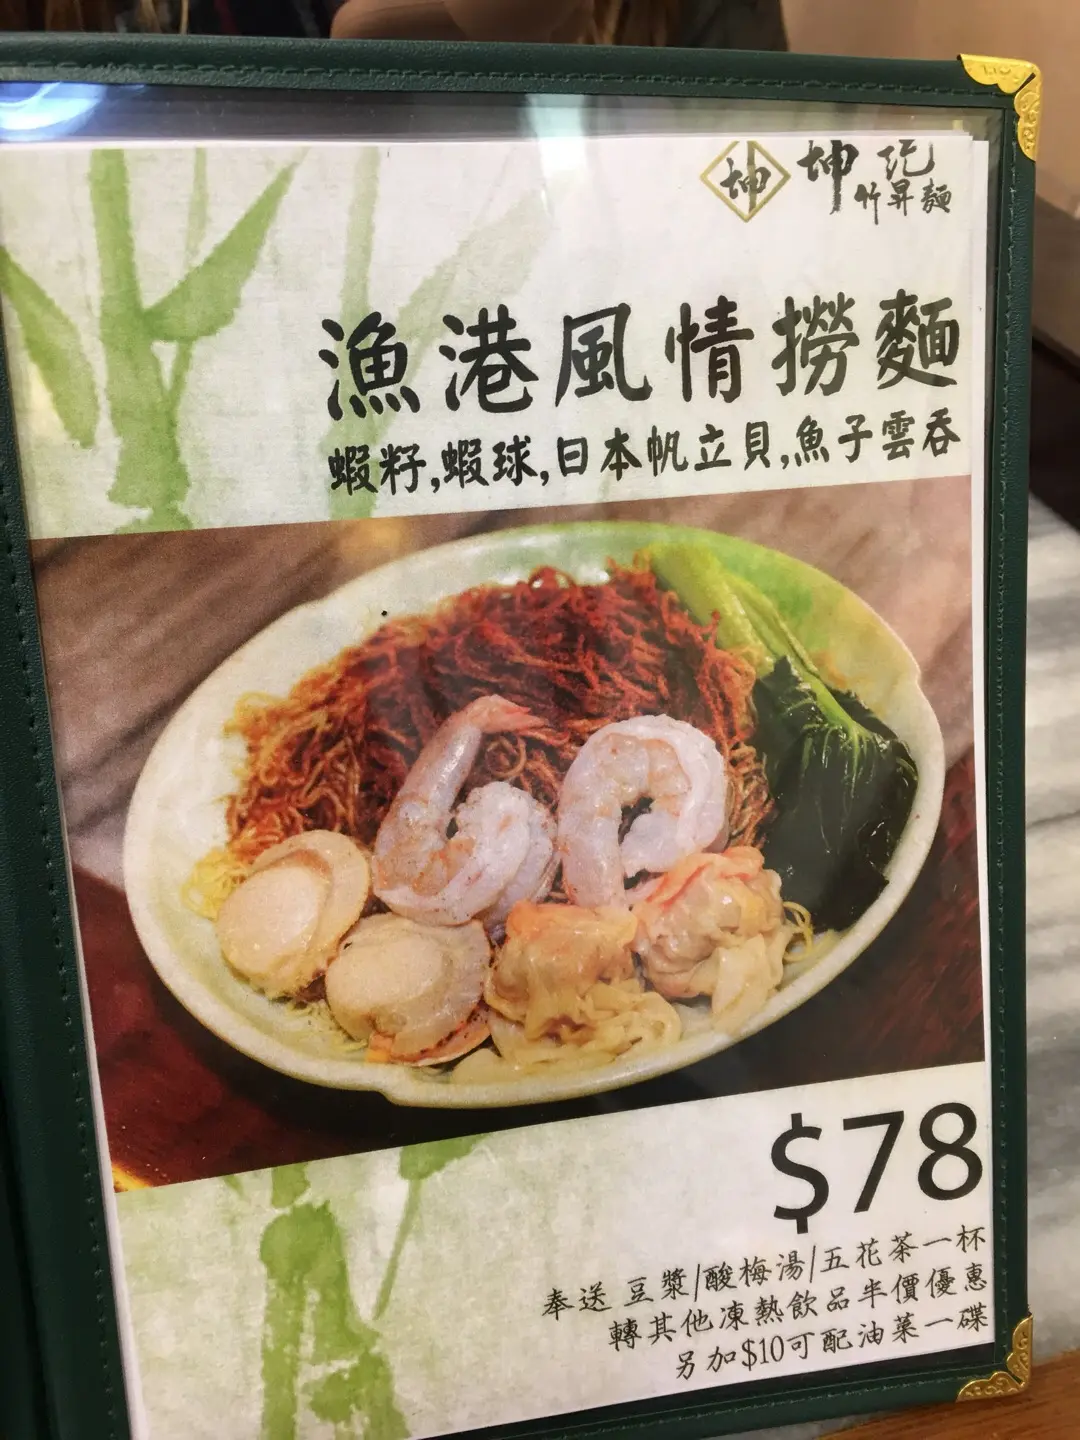 坤 坤記
竹昇麵
漁港風情撈麵
蝦籽,蝦球,日本帆立貝,魚子雲吞
$78
奉送 豆漿/酸梅湯/五花茶一杯
轉其他凍熱飲品半價優惠
另加$10可配油菜一碟